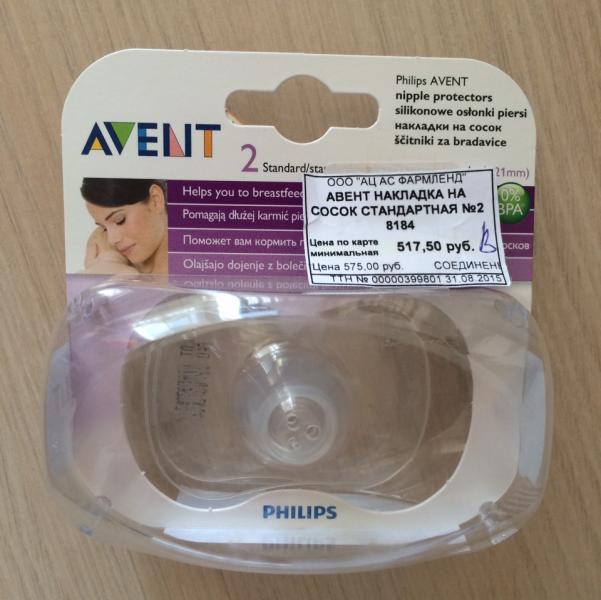 AVENT
Philips AVENT
nipple protectors
silikonowe osłonki piersi
накладки на сосок
ščitniki za bradavice
2 Standard/
21mm)
0%
BPA
Helps you to breastfeed
Pomagają dłużej karmić
Поможет вам кормить
Olajšajo dojenje z
ООО "АЦ АС ФАРМЛЕНД"
АВЕНТ НАКЛАДКА НА
СОСОК СТАНДАРТНАЯ №2
8184
Цена по карте
минимальная 517,50 руб. В
Цена 575,00 руб. СОЕДИНЕН
ТТН № 00000399801 31.08.2015
PHILIPS